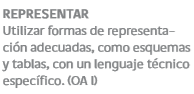 REPRESENTAR
Utilizar formas de representa-
ción adecuadas, como esquemas
y tablas, con un lenguaje técnico
específico. (OA I)